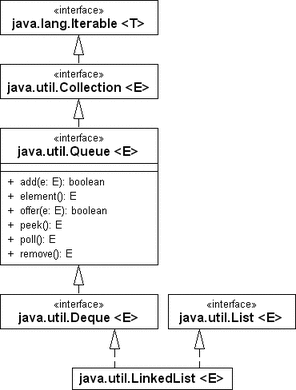 «interface»
java.lang.Iterable <T>
«interface»
java.util.Collection <E>
«interface»
java.util.Queue <E>
+ add(e: E): boolean
+ element(): E
+ offer(e: E): boolean
+ peek(): E
+ poll(): E
+ remove(): E
«interface»
java.util.Deque <E>
«interface»
java.util.List <E>
java.util.LinkedList <E>